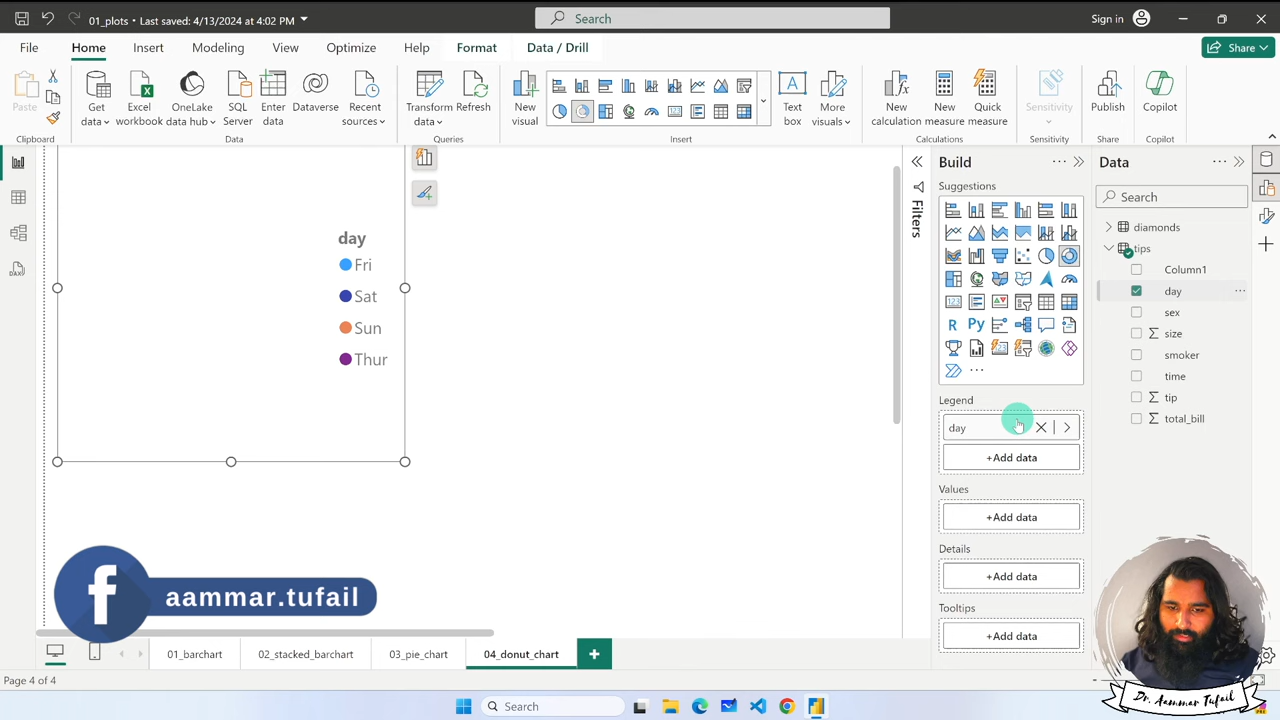 01_plots • Last saved: 4/13/2024 at 4:02 PM
Search
Sign in
File
Home
Insert
Modeling
View
Optimize
Help
Format
Data / Drill
Share
Paste
Get data
Excel workbook
OneLake data hub
SQL Server
Enter data
Dataverse
Recent sources
Transform data
Refresh
New visual
Text box
More visuals
New calculation
New measure
Quick measure
Sensitivity
Publish
Copilot
Clipboard
Data
Queries
Insert
Calculations
Sensitivity
Share
Copilot
day
Fri
Sat
Sun
Thur
Filters
Build
Suggestions
R
Py
123
Legend
day
+Add data
Values
+Add data
Details
+Add data
Tooltips
+Add data
Data
Search
diamonds
tips
Column1
day
sex
size
smoker
time
tip
total_bill
DAX
f
aammar.tufail
01_barchart
02_stacked_barchart
03_pie_chart
04_donut_chart
Page 4 of 4
Search
Dr. Aammar Tufail